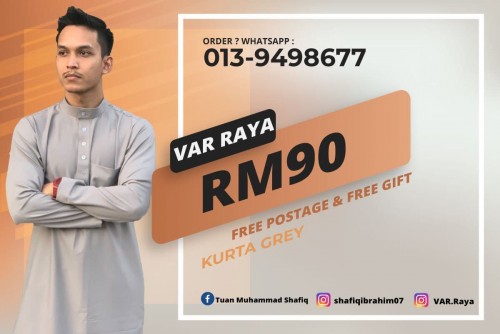 ORDER ? WHATSAPP :
013-9498677
VAR RAYA
RM90
FREE POSTAGE & FREE GIFT
KURTA GREY
Tuan Muhammad Shafiq shafiqibrahim07 VAR.Raya